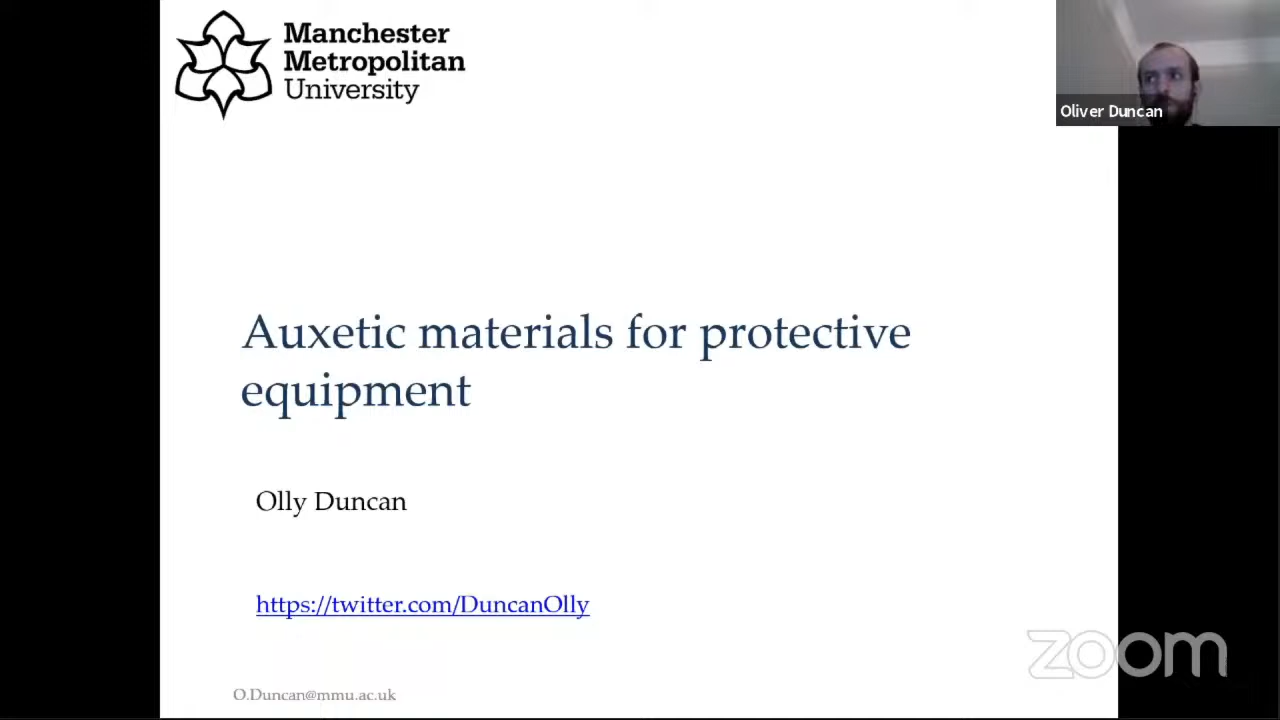 Manchester
Metropolitan
University
Oliver Duncan
Auxetic materials for protective
equipment
Olly Duncan
https://twitter.com/DuncanOlly
zoom
O.Duncan@mmu.ac.uk